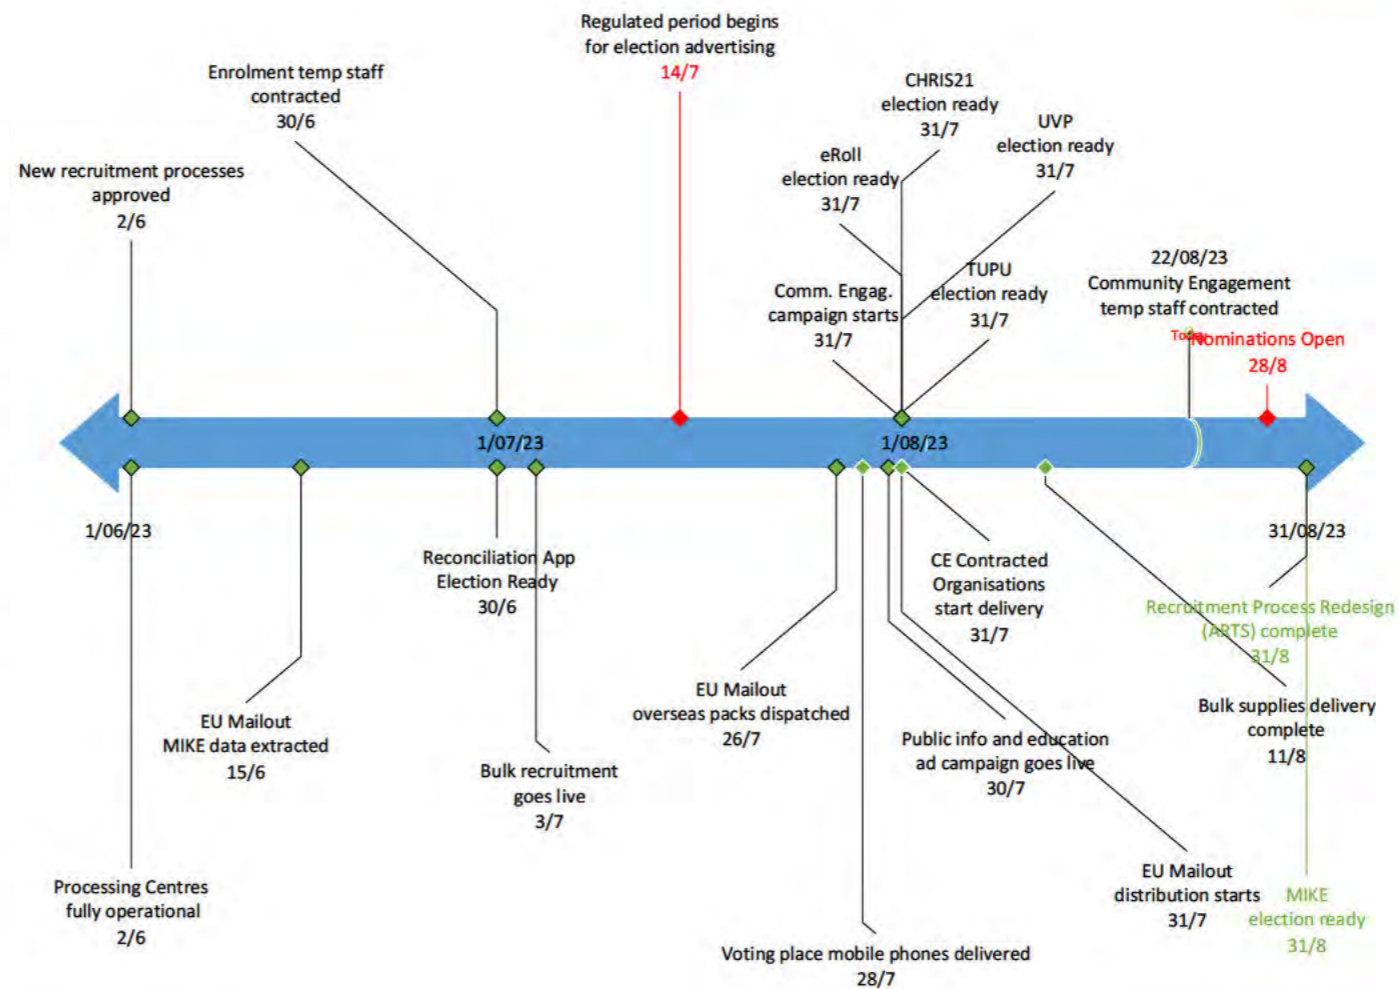 Regulated period begins
for election advertising
14/7
Enrolment temp staff
contracted
30/6
New recruitment processes
approved
2/6
CHRIS21
election ready
31/7
UVP
election ready
31/7
eRoll
election ready
31/7
TUPU
election ready
31/7
Comm. Engag.
campaign starts
31/7
22/08/23
Community Engagement
temp staff contracted
Today
Nominations Open
28/8
1/07/23
1/08/23
1/06/23
31/08/23
Reconciliation App
Election Ready
30/6
CE Contracted
Organisations
start delivery
31/7
Recruitment Process Redesign
(ARTS) complete
31/8
EU Mailout
MIKE data extracted
15/6
EU Mailout
overseas packs dispatched
26/7
Bulk supplies delivery
complete
11/8
Bulk recruitment
goes live
3/7
Public info and education
ad campaign goes live
30/7
Processing Centres
fully operational
2/6
EU Mailout
distribution starts
31/7
MIKE
election ready
31/8
Voting place mobile phones delivered
28/7